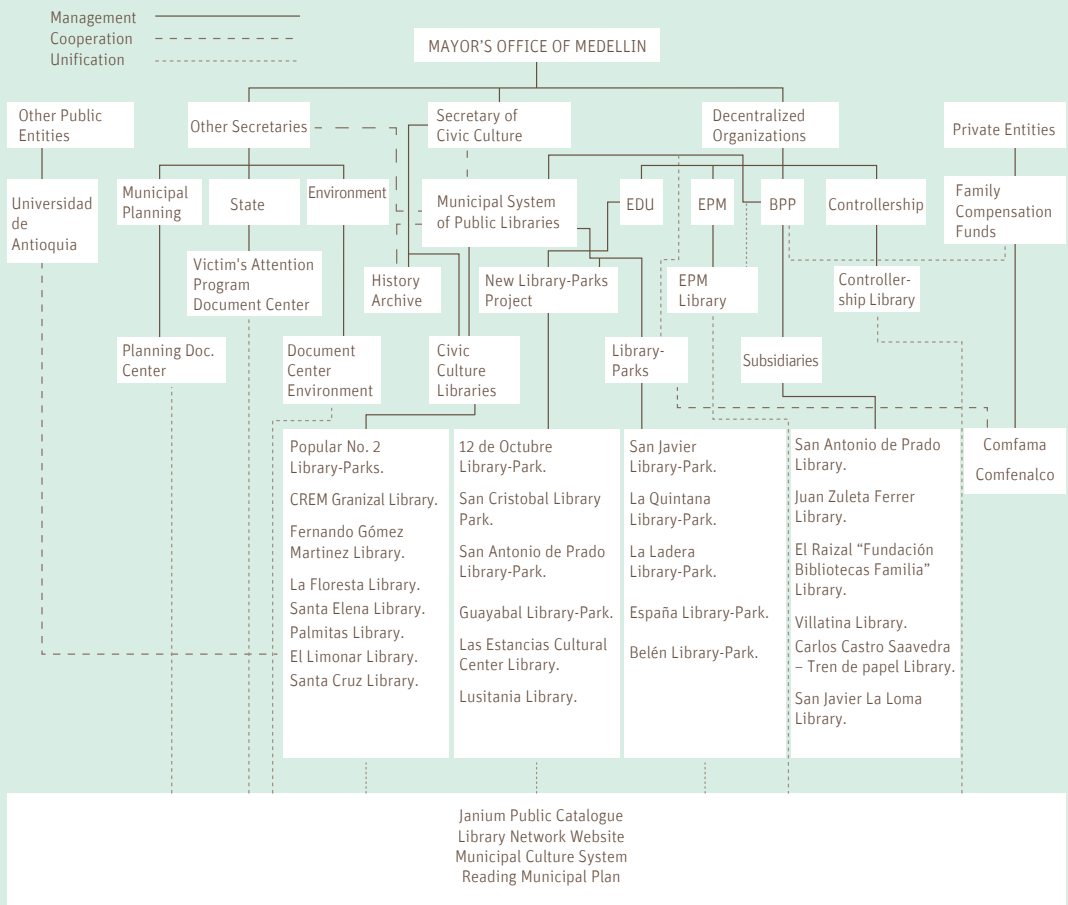 Management
Cooperation
Unification
MAYOR'S OFFICE OF MEDELLIN
Other Public
Entities
Other Secretaries
Secretary of
Civic Culture
Decentralized
Organizations
Private Entities
Universidad
de
Antioquia
Municipal
Planning
State
Environment
Municipal System
of Public Libraries
EDU
EPM
BPP
Controllership
Family
Compensation
Funds
Victim's Attention
Program
Document Center
History
Archive
New Library-Parks
Project
EPM
Library
Controller-
ship Library
Planning Doc.
Center
Document
Center
Environment
Civic
Culture
Libraries
Library-
Parks
Subsidiaries
Popular No. 2
Library-Parks.
CREM Granizal Library.
Fernando Gómez
Martinez Library.
La Floresta Library.
Santa Elena Library.
Palmitas Library.
El Limonar Library.
Santa Cruz Library.
12 de Octubre
Library-Park.
San Cristobal Library
Park.
San Antonio de Prado
Library-Park.
Guayabal Library-Park.
Las Estancias Cultural
Center Library.
Lusitania Library.
San Javier
Library-Park.
La Quintana
Library-Park.
La Ladera
Library-Park.
España Library-Park.
Belén Library-Park.
San Antonio de Prado
Library.
Juan Zuleta Ferrer
Library.
El Raizal “Fundación
Bibliotecas Familia”
Library.
Villatina Library.
Carlos Castro Saavedra
– Tren de papel Library.
San Javier La Loma
Library.
Comfama
Comfenalco
Janium Public Catalogue
Library Network Website
Municipal Culture System
Reading Municipal Plan